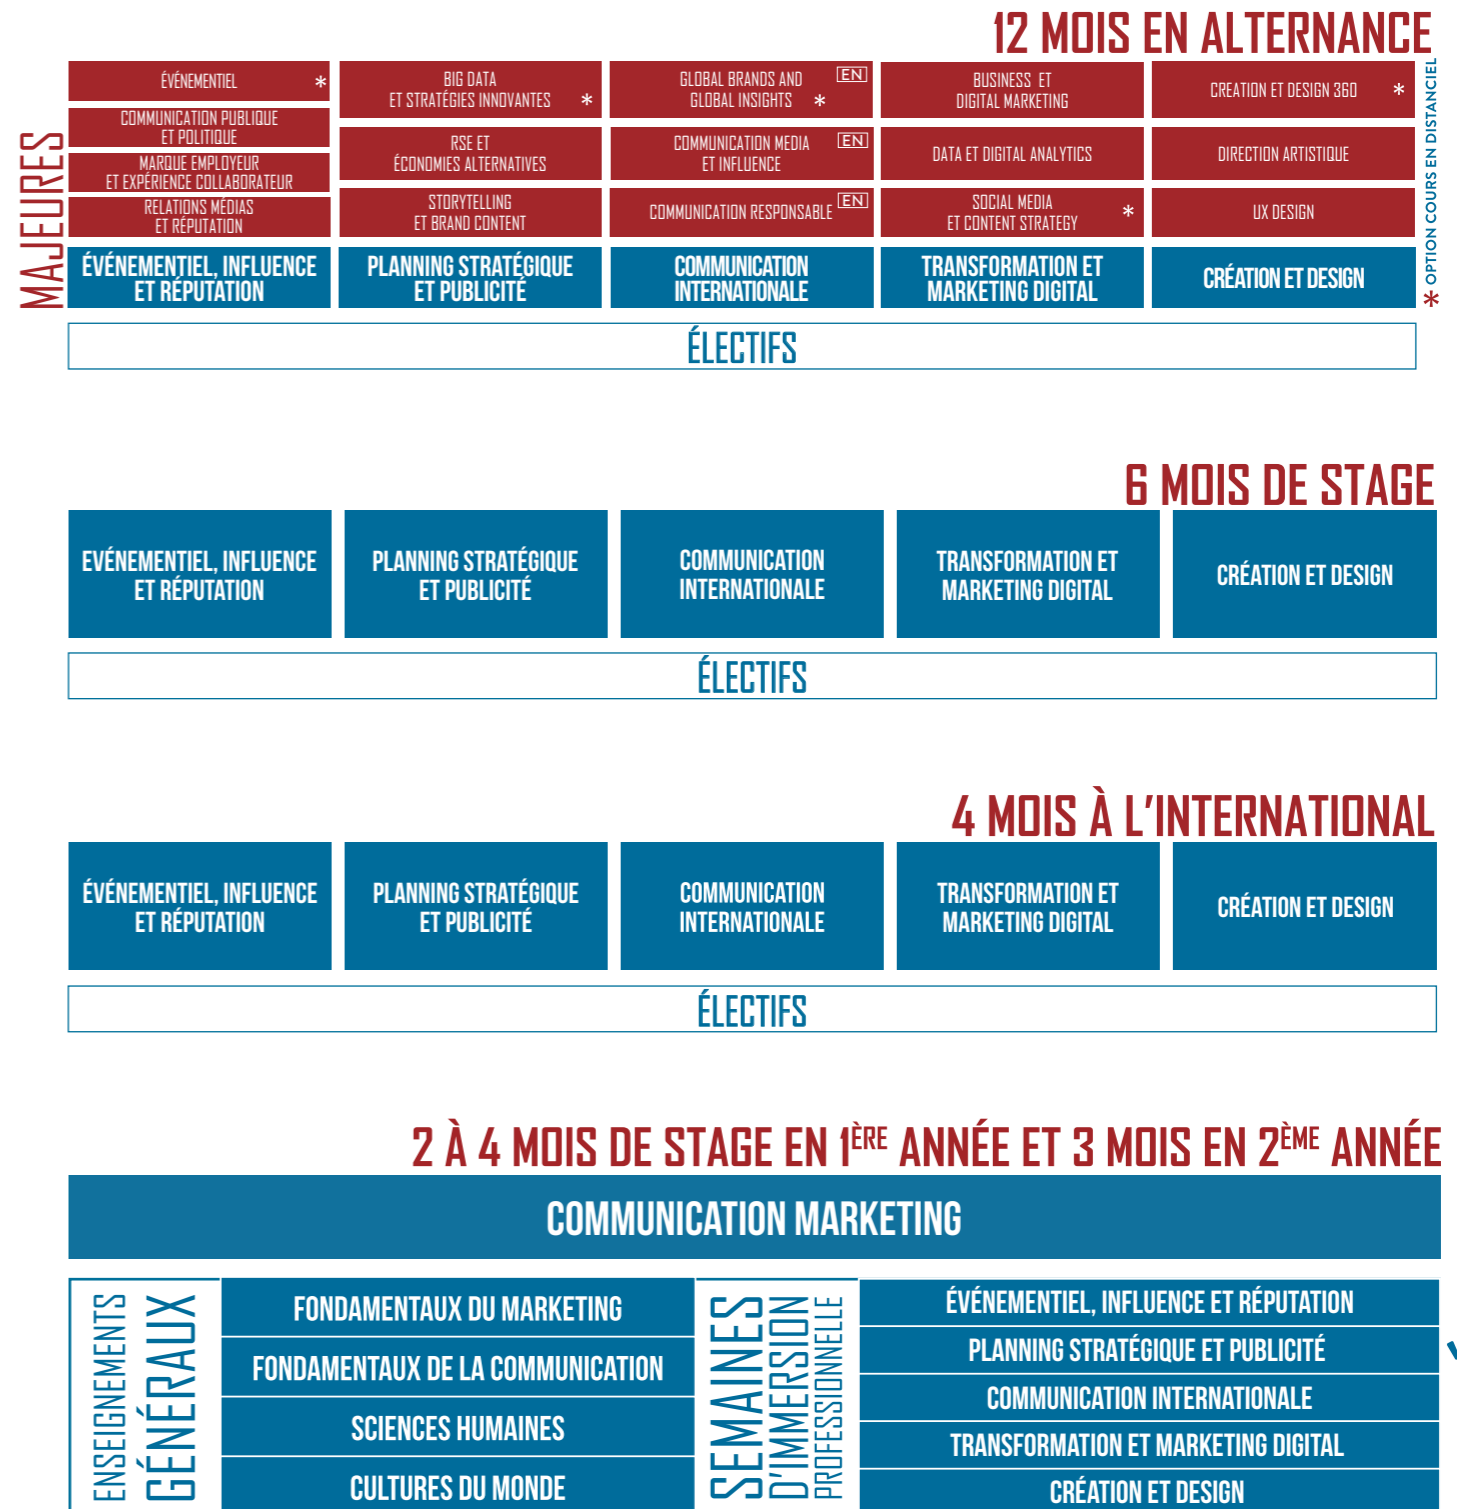 12 MOIS EN ALTERNANCE
MAJEURES
ÉVÉNEMENTIEL *
COMMUNICATION PUBLIQUE
ET POLITIQUE
MARQUE EMPLOYEUR
ET EXPÉRIENCE COLLABORATEUR
RELATIONS MÉDIAS
ET RÉPUTATION
ÉVÉNEMENTIEL, INFLUENCE
ET RÉPUTATION
BIG DATA
ET STRATÉGIES INNOVANTES *
RSE ET
ÉCONOMIES ALTERNATIVES
STORYTELLING
ET BRAND CONTENT
PLANNING STRATÉGIQUE
ET PUBLICITÉ
GLOBAL BRANDS AND EN
GLOBAL INSIGHTS *
COMMUNICATION MEDIA EN
ET INFLUENCE
COMMUNICATION RESPONSABLE EN
COMMUNICATION
INTERNATIONALE
BUSINESS ET
DIGITAL MARKETING
DATA ET DIGITAL ANALYTICS
SOCIAL MEDIA
ET CONTENT STRATEGY *
TRANSFORMATION ET
MARKETING DIGITAL
CREATION ET DESIGN 360 *
DIRECTION ARTISTIQUE
UX DESIGN
CRÉATION ET DESIGN
* OPTION COURS EN DISTANCIEL
ÉLECTIFS
6 MOIS DE STAGE
EVÉNEMENTIEL, INFLUENCE
ET RÉPUTATION
PLANNING STRATÉGIQUE
ET PUBLICITÉ
COMMUNICATION
INTERNATIONALE
TRANSFORMATION ET
MARKETING DIGITAL
CRÉATION ET DESIGN
ÉLECTIFS
4 MOIS À L'INTERNATIONAL
ÉVÉNEMENTIEL, INFLUENCE
ET RÉPUTATION
PLANNING STRATÉGIQUE
ET PUBLICITÉ
COMMUNICATION
INTERNATIONALE
TRANSFORMATION ET
MARKETING DIGITAL
CRÉATION ET DESIGN
ÉLECTIFS
2 À 4 MOIS DE STAGE EN 1ÈRE ANNÉE ET 3 MOIS EN 2ÈME ANNÉE
COMMUNICATION MARKETING
ENSEIGNEMENTS
GÉNÉRAUX
FONDAMENTAUX DU MARKETING
FONDAMENTAUX DE LA COMMUNICATION
SCIENCES HUMAINES
CULTURES DU MONDE
SEMAINES
D'IMMERSION
PROFESSIONNELLE
ÉVÉNEMENTIEL, INFLUENCE ET RÉPUTATION
PLANNING STRATÉGIQUE ET PUBLICITÉ
COMMUNICATION INTERNATIONALE
TRANSFORMATION ET MARKETING DIGITAL
CRÉATION ET DESIGN